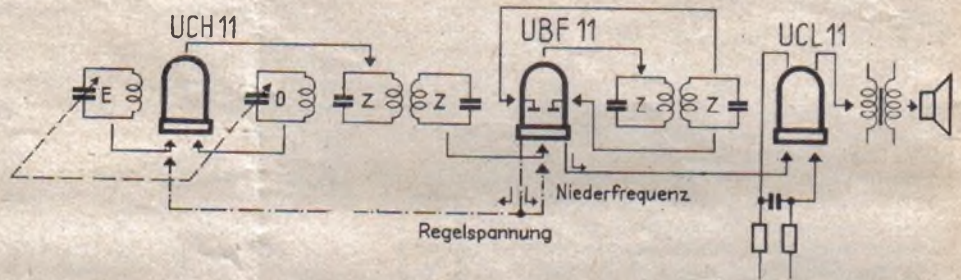 UCH 11
UBF 11
UCL 11
E
O
Z
Z
Z
Z
Niederfrequenz
Regelspannung